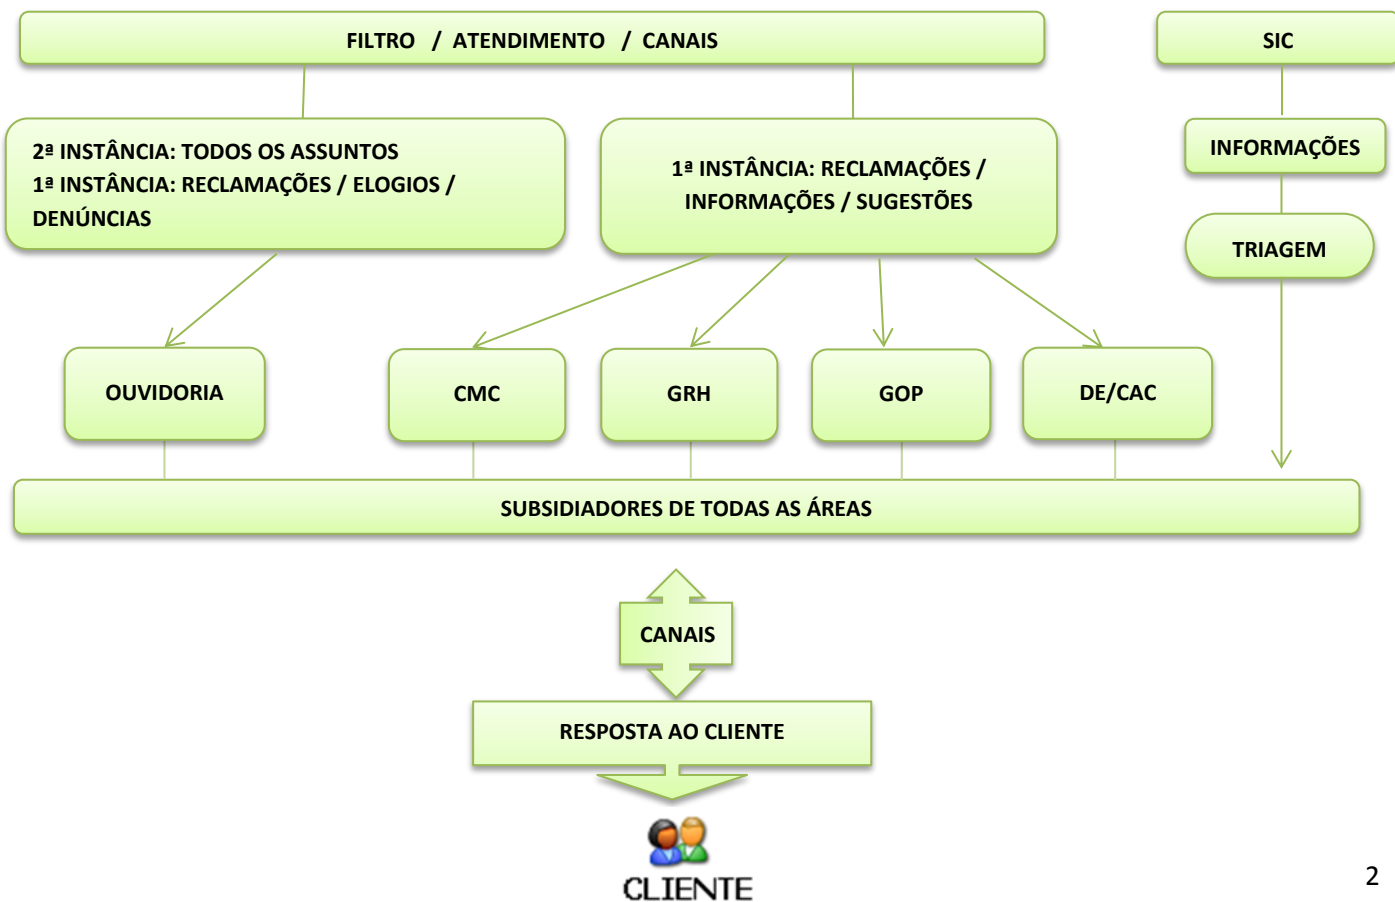 FILTRO / ATENDIMENTO / CANAIS
SIC
2ª INSTÂNCIA: TODOS OS ASSUNTOS
1ª INSTÂNCIA: RECLAMAÇÕES / ELOGIOS /
DENÚNCIAS
1ª INSTÂNCIA: RECLAMAÇÕES /
INFORMAÇÕES / SUGESTÕES
INFORMAÇÕES
TRIAGEM
OUVIDORIA
CMC
GRH
GOP
DE/CAC
SUBSIDIADORES DE TODAS AS ÁREAS
CANAIS
RESPOSTA AO CLIENTE
CLIENTE
2